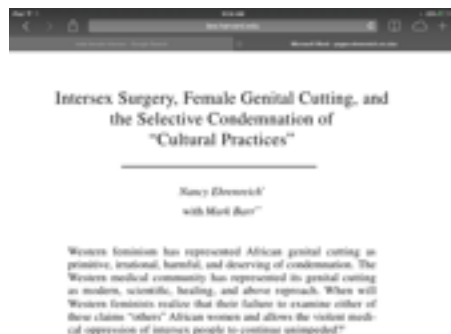 Intersex Surgery, Female Genital Cutting, and
the Selective Condemnation of
"Cultural Practices"
Nancy Ehrenreich*
with Mark Barr**
Western feminism has represented African genital cutting as
primitive, irrational, harmful, and deserving of condemnation. The
Western medical community has represented its genital cutting
as modern, scientific, healing, and above reproach. When will
Western feminists realize that their failure to examine either of
these claims "others" African women and allows the violent medi-
cal oppression of intersex people to continue unimpeded?